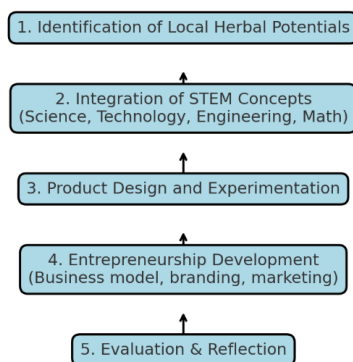 1. Identification of Local Herbal Potentials
2. Integration of STEM Concepts
(Science, Technology, Engineering, Math)
3. Product Design and Experimentation
4. Entrepreneurship Development
(Business model, branding, marketing)
5. Evaluation & Reflection